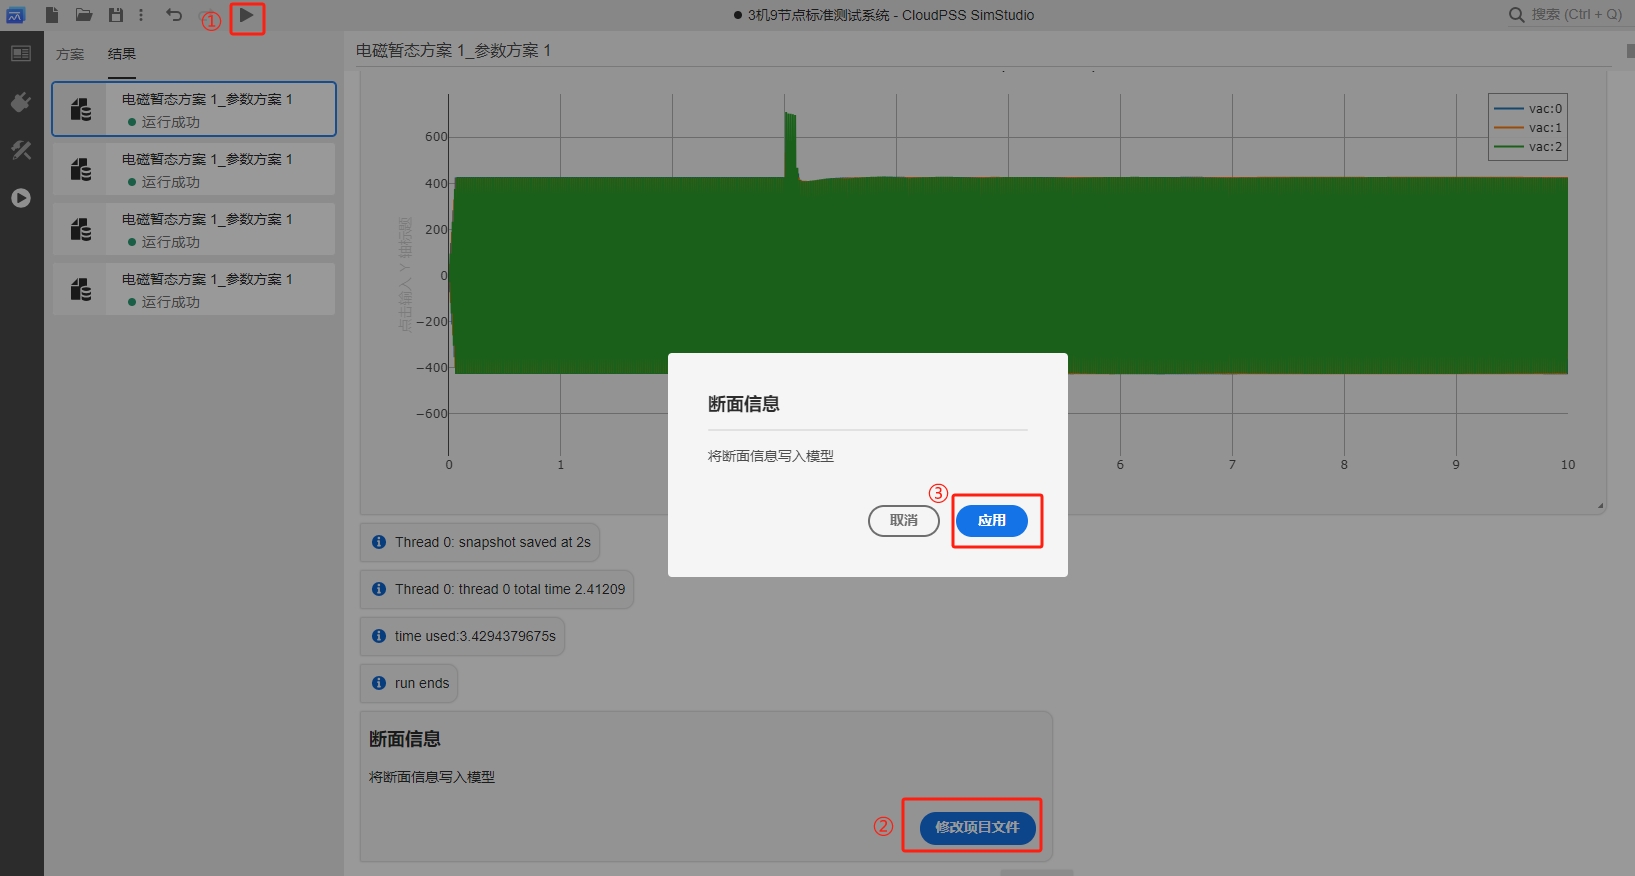 ①
● 3机9节点标准测试系统 - CloudPSS SimStudio
搜索 (Ctrl + Q)
方案
结果
电磁暂态方案 1_参数方案 1
运行成功
电磁暂态方案 1_参数方案 1
运行成功
电磁暂态方案 1_参数方案 1
运行成功
电磁暂态方案 1_参数方案 1
运行成功
电磁暂态方案 1_参数方案 1
点击输入 Y 轴标题
600
400
200
0
−200
−400
−600
0
1
6
7
8
9
10
vac:0
vac:1
vac:2
断面信息
将断面信息写入模型
取消
③
应用
Thread 0: snapshot saved at 2s
Thread 0: thread 0 total time 2.41209
time used:3.4294379675s
run ends
断面信息
将断面信息写入模型
②
修改项目文件